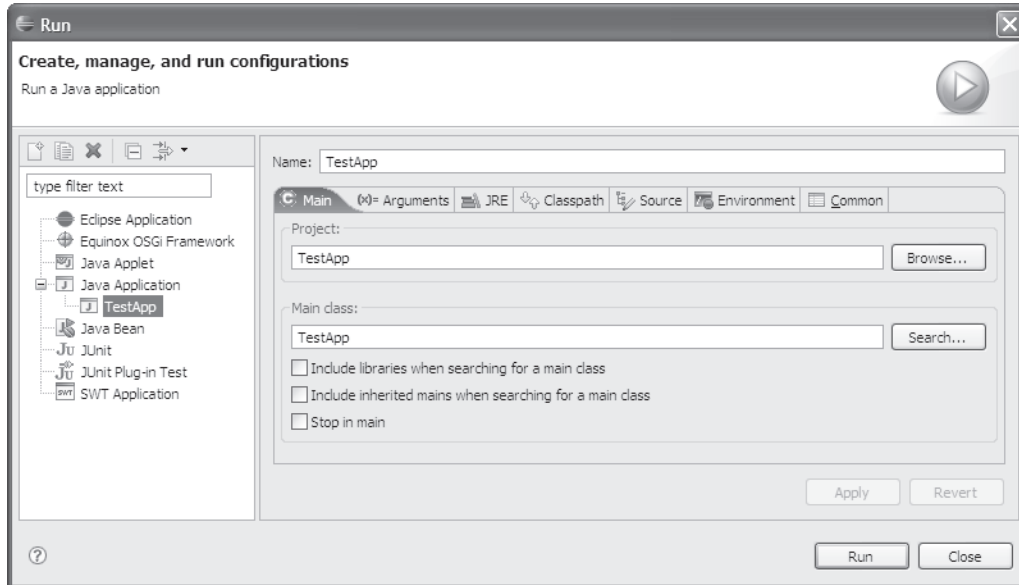 Run
Create, manage, and run configurations
Run a Java application
type filter text
Eclipse Application
Equinox OSGi Framework
Java Applet
Java Application
TestApp
Java Bean
JUnit
JUnit Plug-in Test
SWT Application
Name: TestApp
Main (x)= Arguments JRE Classpath Source Environment Common
Project:
TestApp Browse...
Main class:
TestApp Search...
Include libraries when searching for a main class
Include inherited mains when searching for a main class
Stop in main
Apply Revert
Run Close